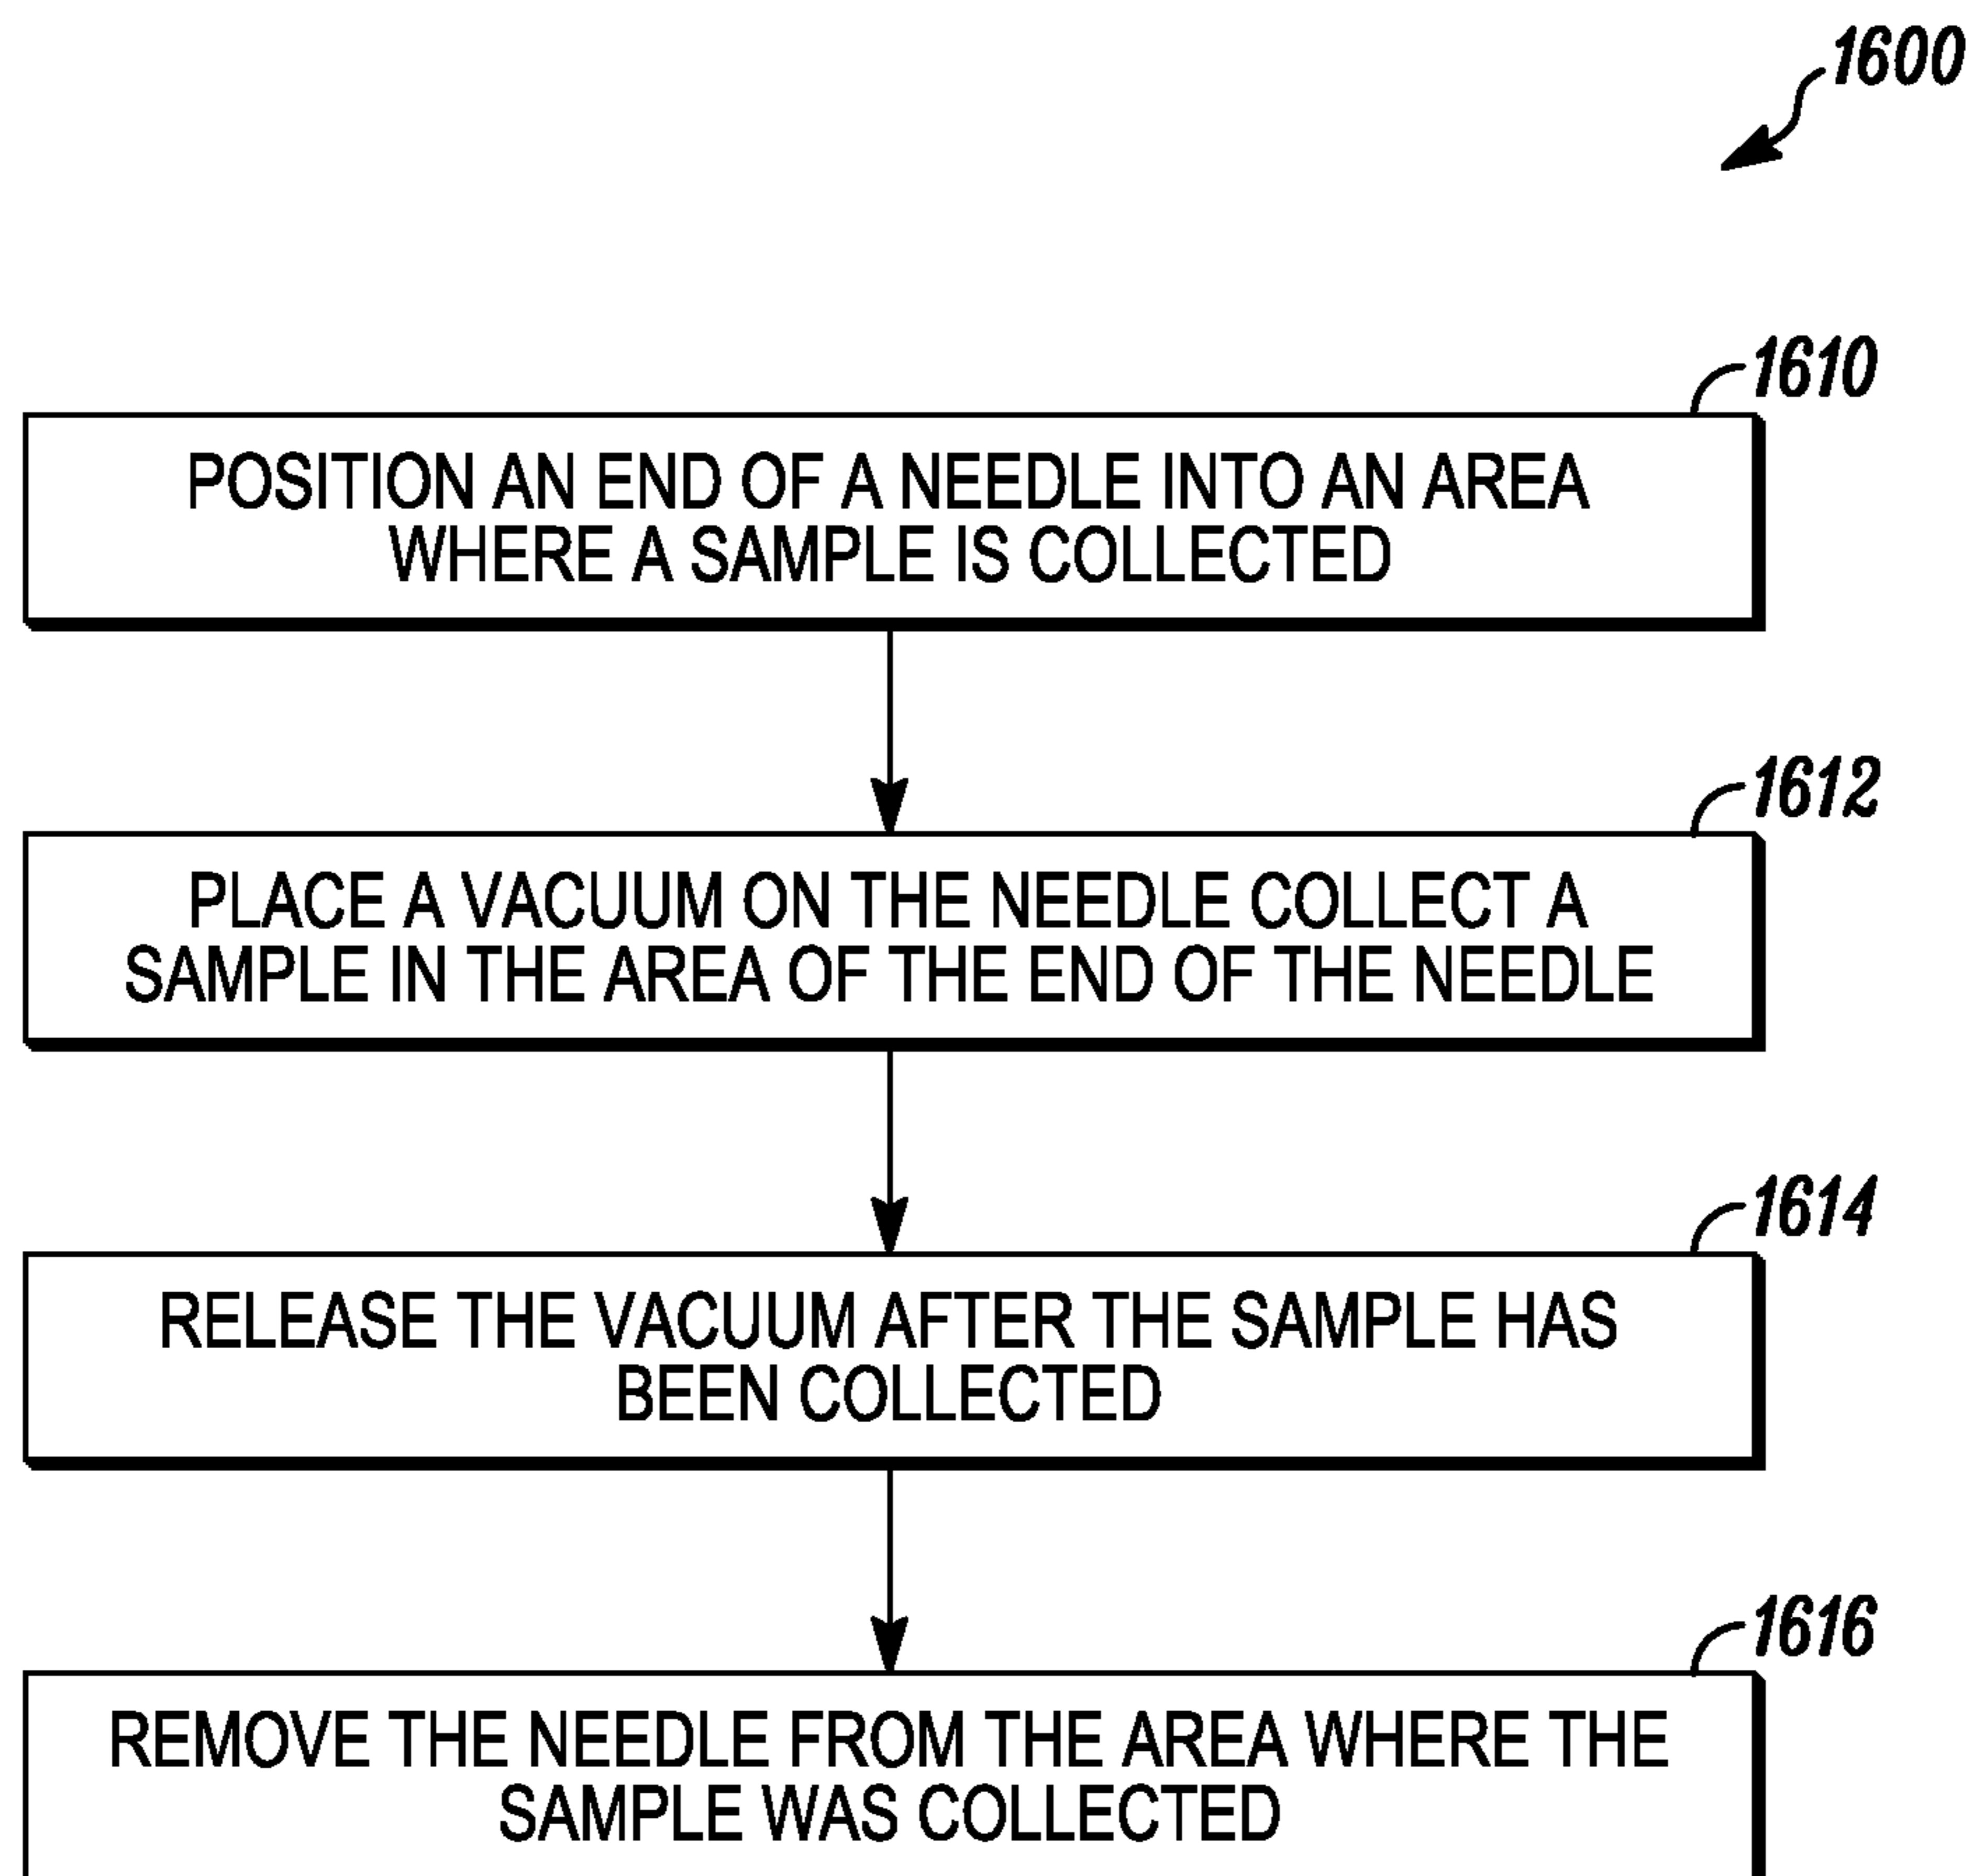 1600
1610
POSITION AN END OF A NEEDLE INTO AN AREA
WHERE A SAMPLE IS COLLECTED
1612
PLACE A VACUUM ON THE NEEDLE COLLECT A
SAMPLE IN THE AREA OF THE END OF THE NEEDLE
1614
RELEASE THE VACUUM AFTER THE SAMPLE HAS
BEEN COLLECTED
1616
REMOVE THE NEEDLE FROM THE AREA WHERE THE
SAMPLE WAS COLLECTED